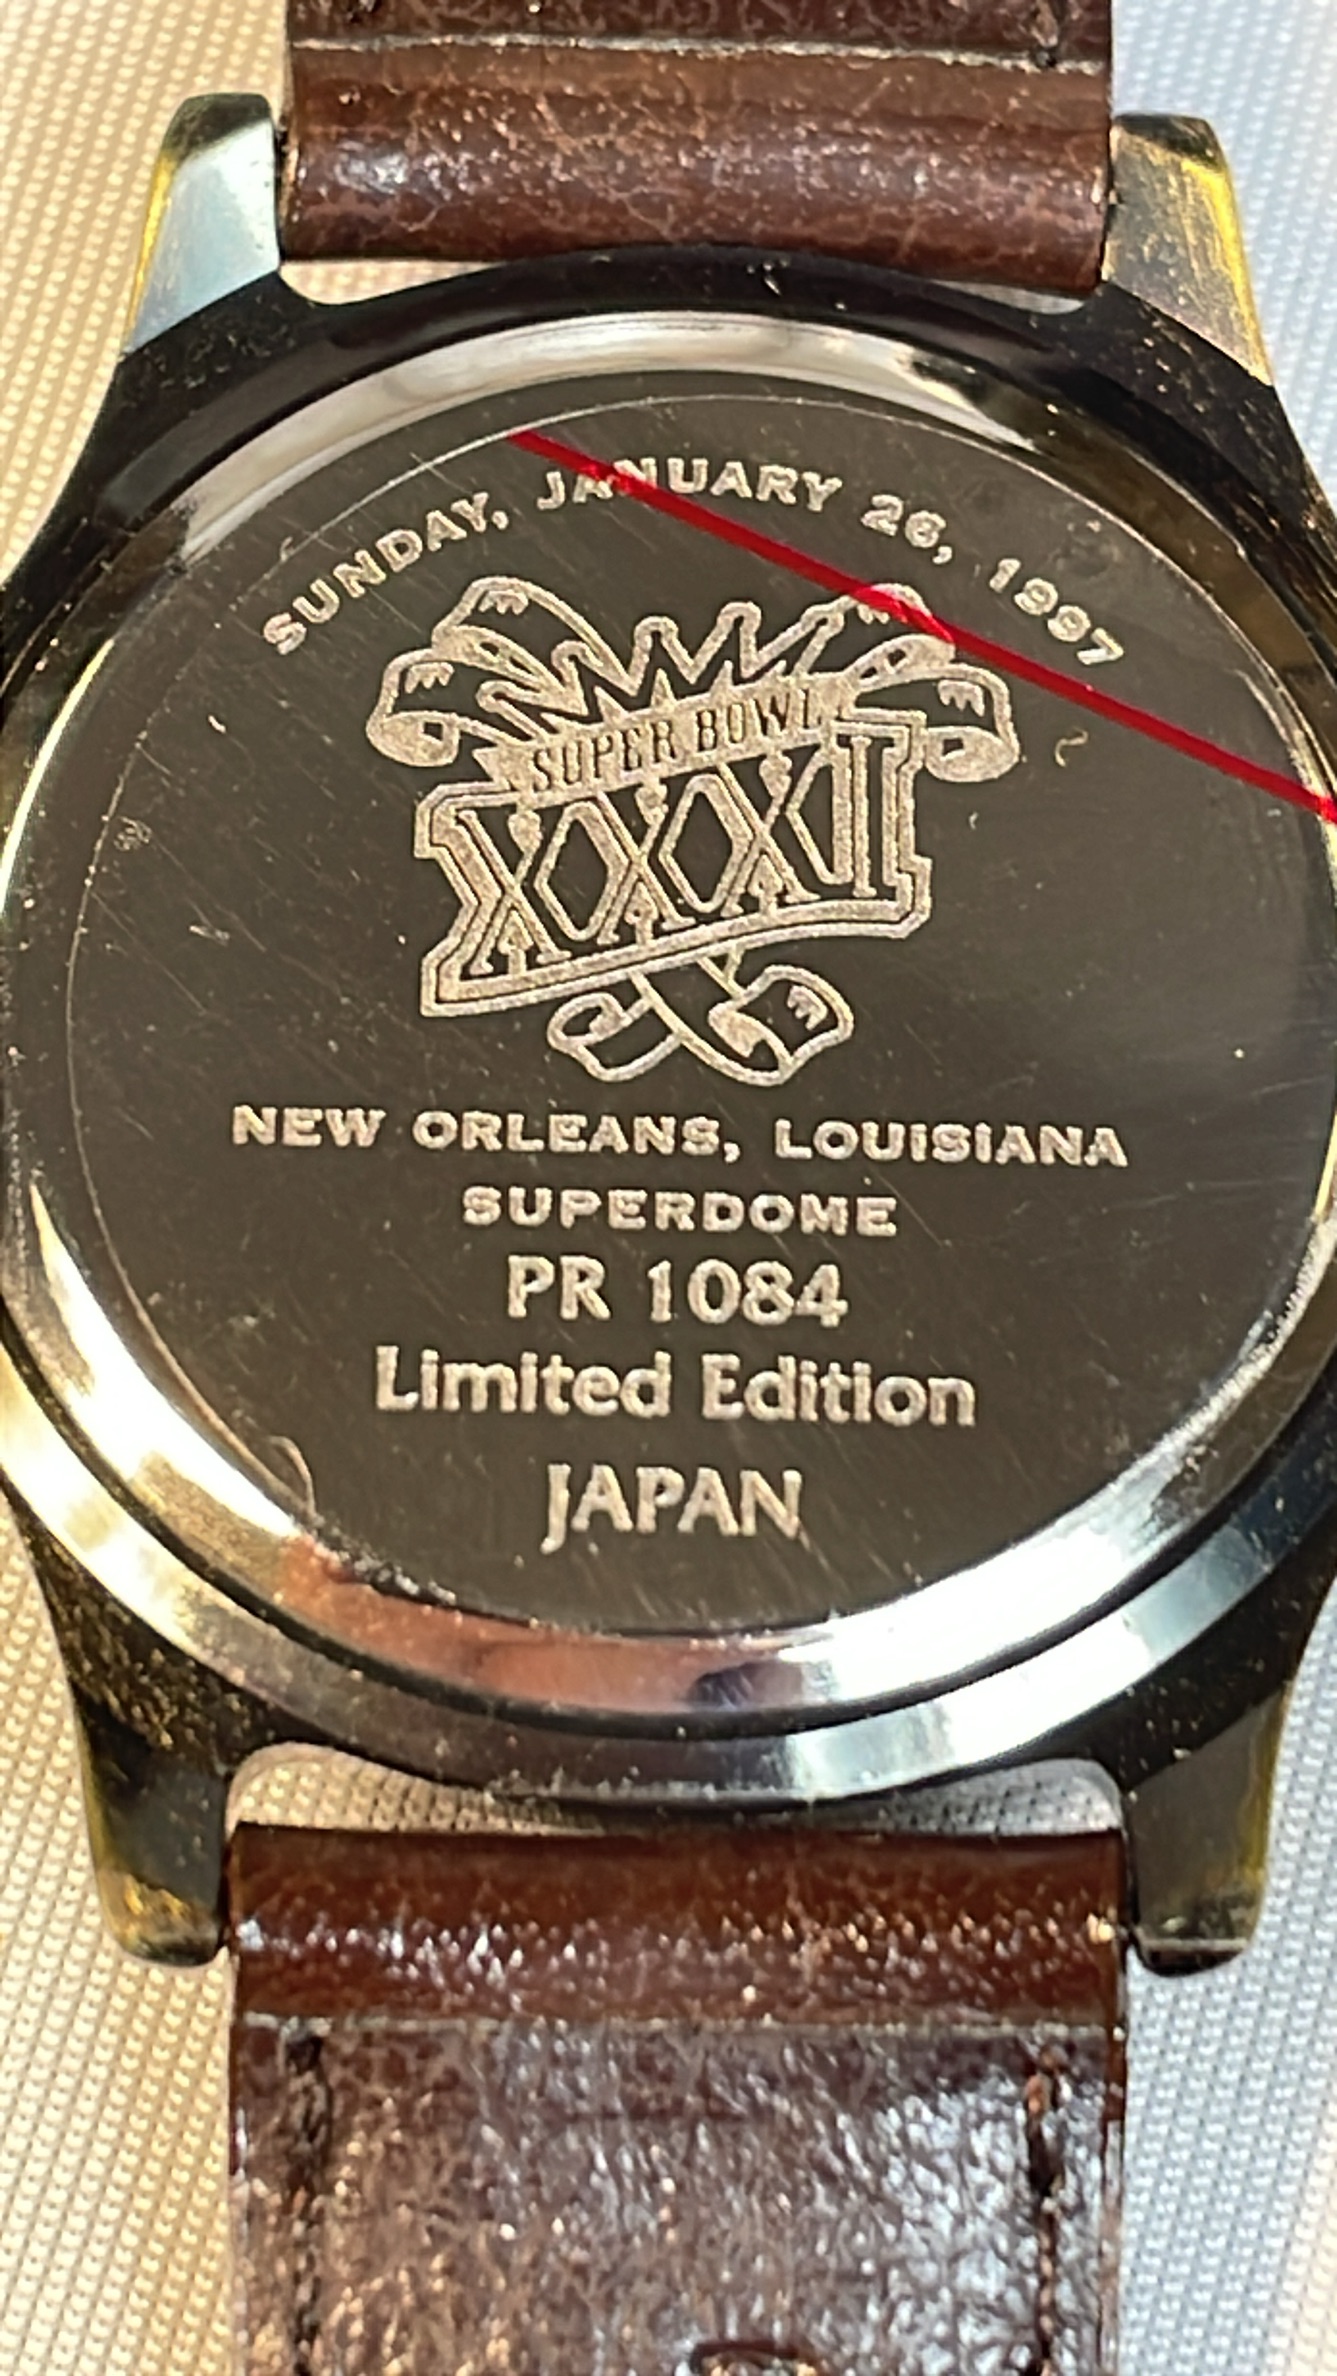 SUNDAY, JANUARY 26, 1997
SUPER BOWL
XXXI
NEW ORLEANS, LOUISIANA
SUPERDOME
PR 1084
Limited Edition
JAPAN